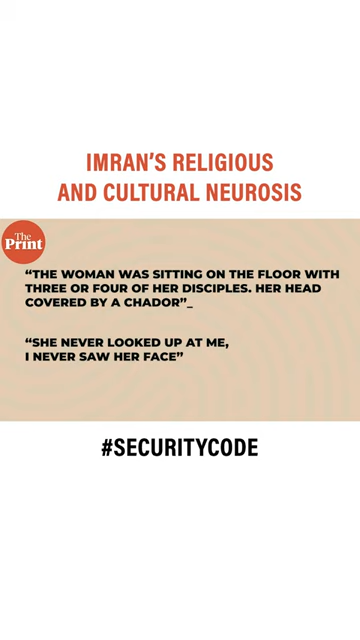 IMRAN'S RELIGIOUS
AND CULTURAL NEUROSIS
The
Print
"THE WOMAN WAS SITTING ON THE FLOOR WITH
THREE OR FOUR OF HER DISCIPLES. HER HEAD
COVERED BY A CHADOR"_
"SHE NEVER LOOKED UP AT ME,
I NEVER SAW HER FACE"
#SECURITYCODE